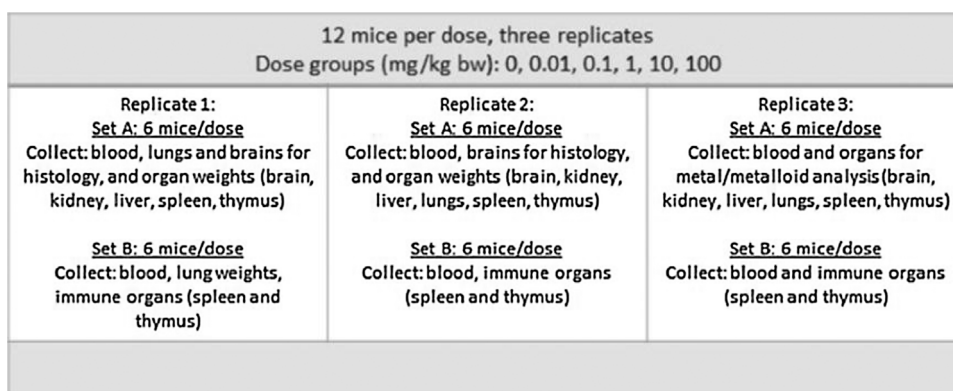 12 mice per dose, three replicates
Dose groups (mg/kg bw): 0, 0.01, 0.1, 1, 10, 100
Replicate 1:
Set A: 6 mice/dose
Collect: blood, lungs and brains for
histology, and organ weights (brain,
kidney, liver, spleen, thymus)
Set B: 6 mice/dose
Collect: blood, lung weights,
immune organs (spleen and
thymus)
Replicate 2:
Set A: 6 mice/dose
Collect: blood, brains for histology,
and organ weights (brain, kidney,
liver, lungs, spleen, thymus)
Set B: 6 mice/dose
Collect: blood, immune organs
(spleen and thymus)
Replicate 3:
Set A: 6 mice/dose
Collect: blood and organs for
metal/metalloid analysis (brain,
kidney, liver, lungs, spleen, thymus)
Set B: 6 mice/dose
Collect: blood and immune organs
(spleen and thymus)